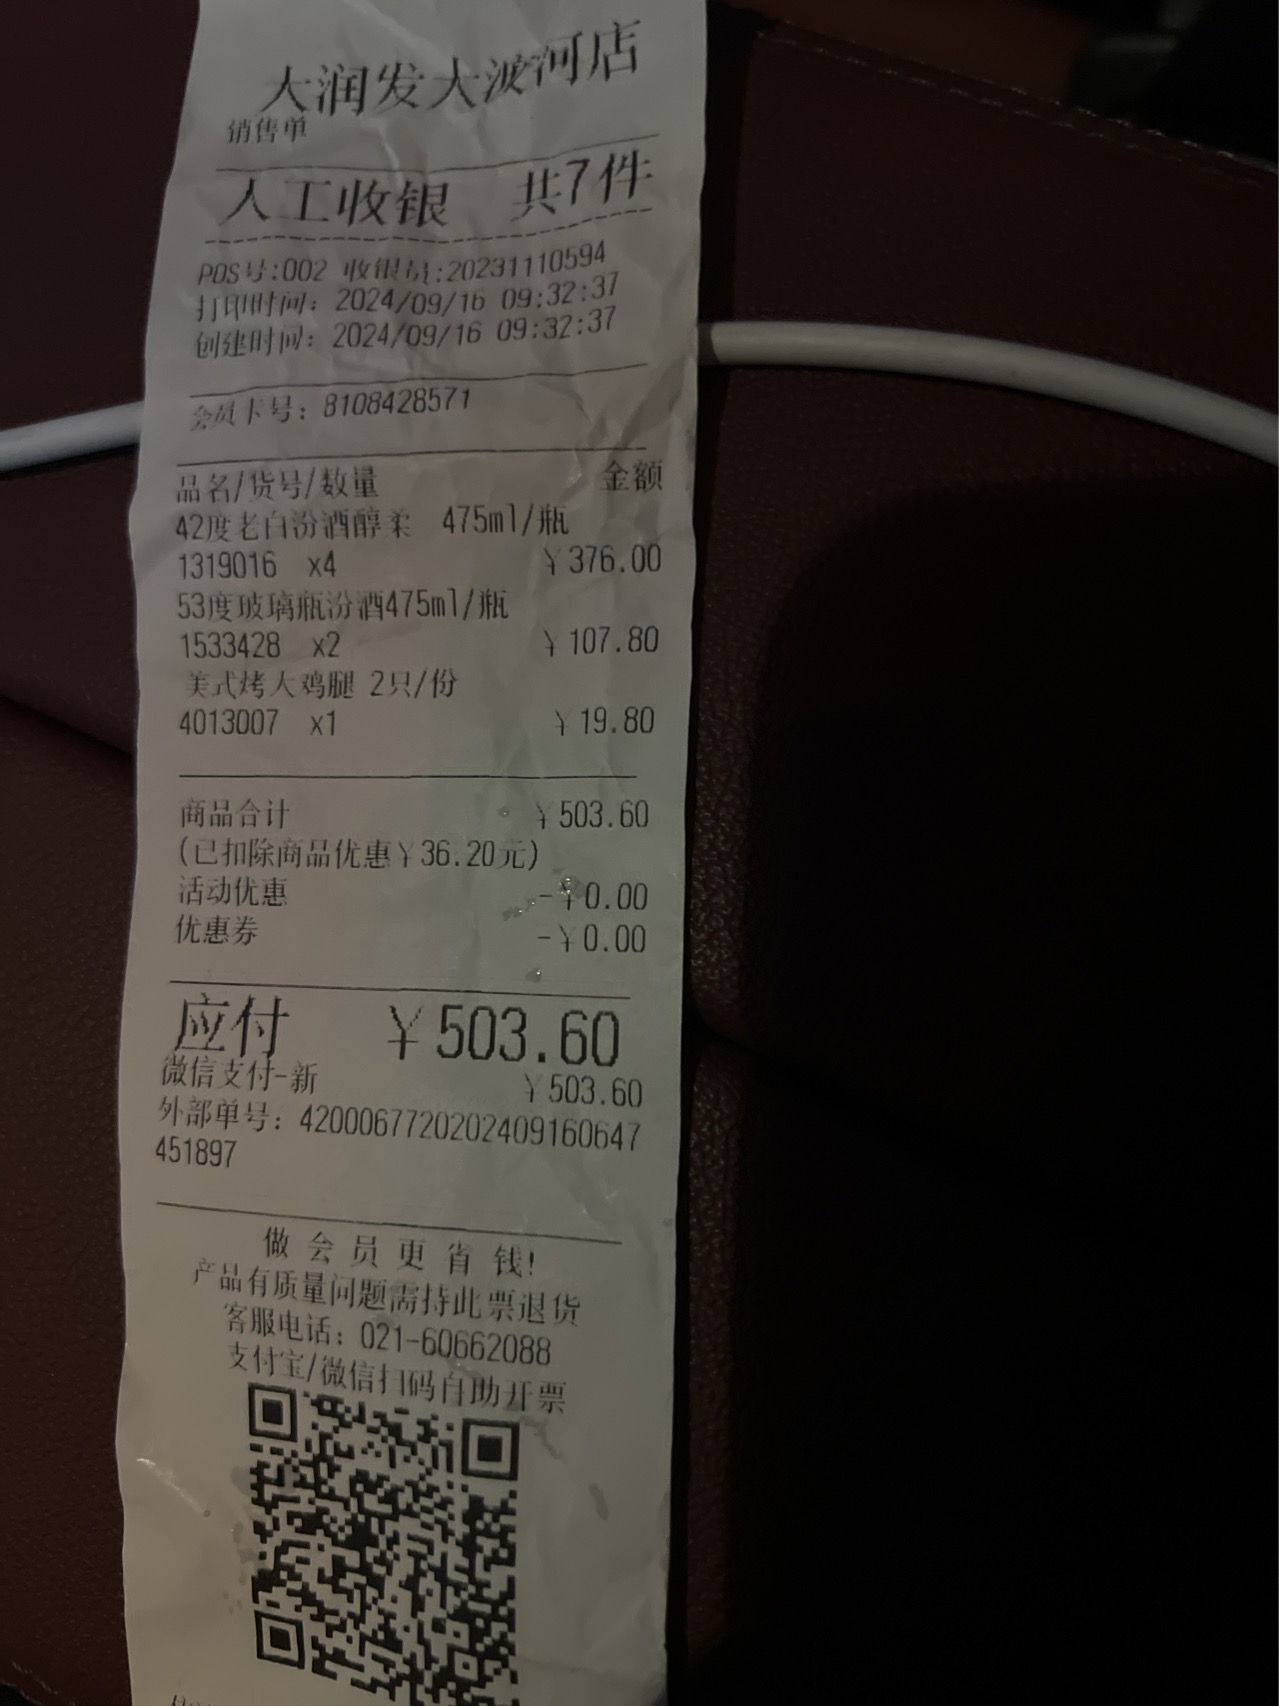 大润发大渡河店
销售单
人工收银 共7件
POS号:002 收银员:20231110594
打印时间: 2024/09/16 09:32:37
创建时间: 2024/09/16 09:32:37
会员卡号: 8108428571
品名/货号/数量 金额
42度老白汾酒醇柔 475ml/瓶
1319016 x4 ¥376.00
53度玻璃瓶汾酒475ml/瓶
1533428 x2 ¥107.80
美式烤大鸡腿 2只/份
4013007 x1 ¥19.80
商品合计 ¥503.60
(已扣除商品优惠¥36.20元)
活动优惠 -¥0.00
优惠券 -¥0.00
应付 ¥503.60
微信支付-新 ¥503.60
外部单号: 4200067720202409160647
451897
做会员更省钱!
产品有质量问题需持此票退货
客服电话: 021-60662088
支付宝/微信扫码自助开票